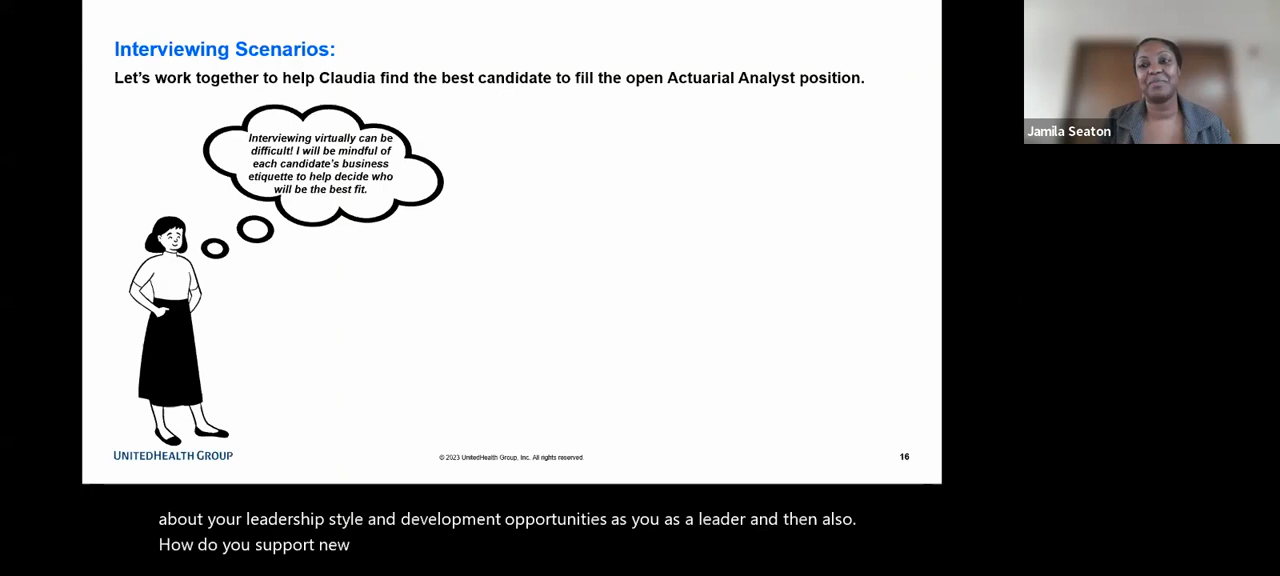 Interviewing Scenarios:
Let's work together to help Claudia find the best candidate to fill the open Actuarial Analyst position.
Interviewing virtually can be
difficult! I will be mindful of
each candidate's business
etiquette to help decide who
will be the best fit.
UNITEDHEALTH GROUP
© 2023 UnitedHealth Group, Inc. All rights reserved.
16
Jamila Seaton
about your leadership style and development opportunities as you as a leader and then also.
How do you support new